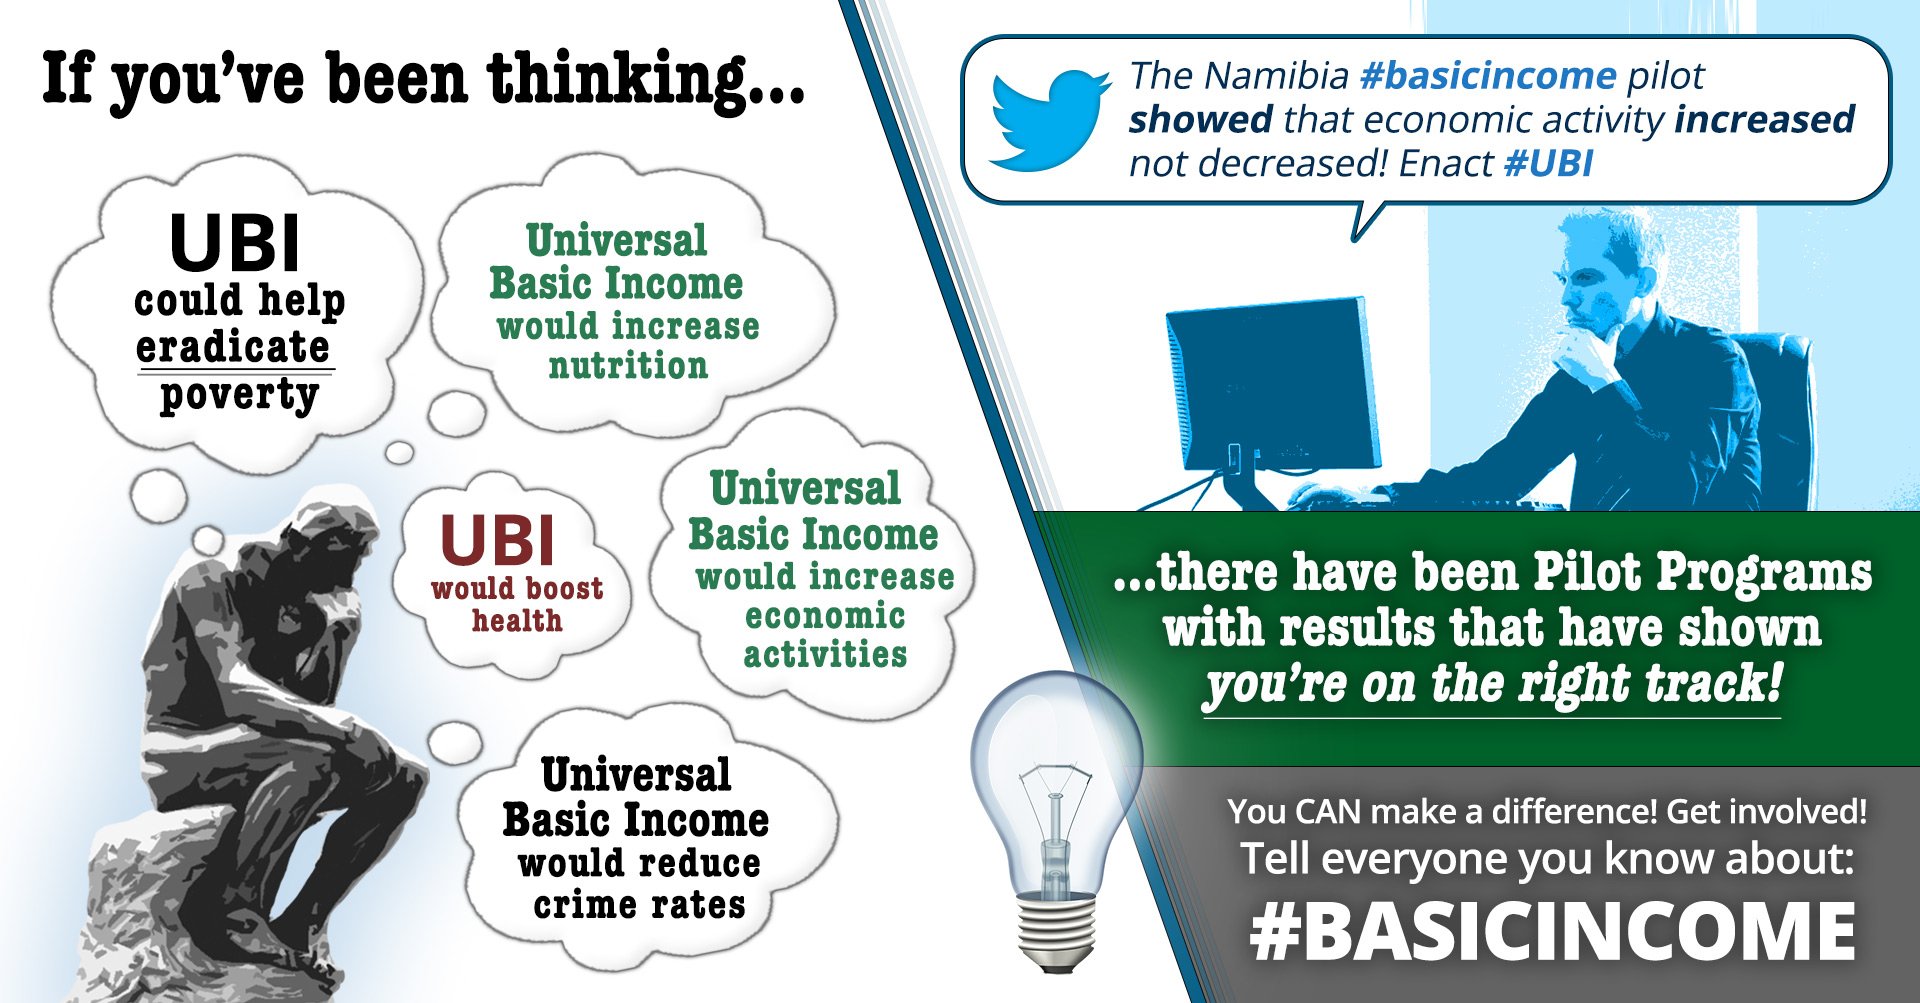 If you've been thinking...
UBI
could help
eradicate
poverty
Universal
Basic Income
would increase
nutrition
UBI
would boost
health
Universal
Basic Income
would increase
economic
activities
Universal
Basic Income
would reduce
crime rates
The Namibia #basicincome pilot
showed that economic activity increased
not decreased! Enact #UBI
...there have been Pilot Programs
with results that have shown
you're on the right track!
You CAN make a difference! Get involved!
Tell everyone you know about:
#BASICINCOME